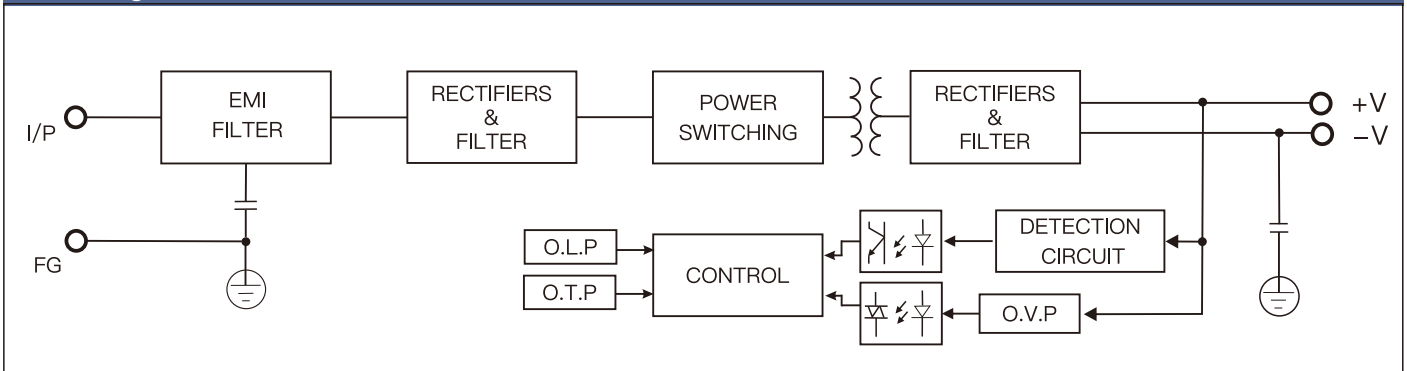 EMI
FILTER
RECTIFIERS
&
FILTER
POWER
SWITCHING
RECTIFIERS
&
FILTER
+V
−V
I/P
FG
O.L.P
O.T.P
CONTROL
DETECTION
CIRCUIT
O.V.P